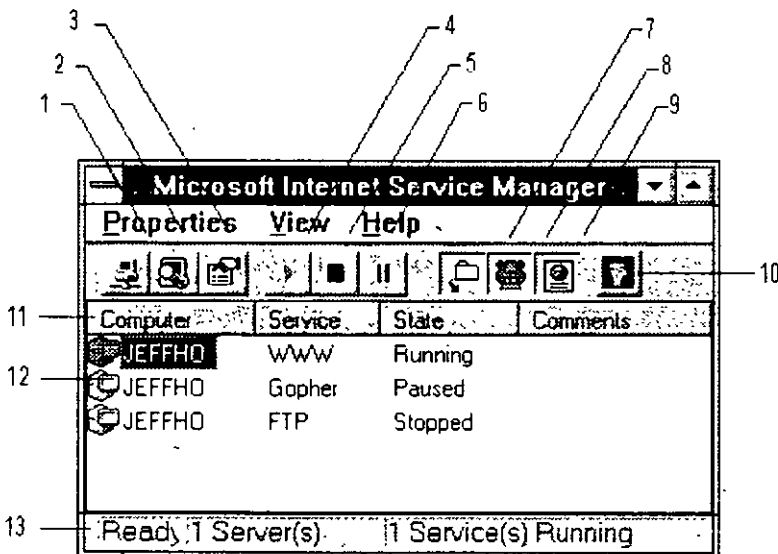 3 4 7
2 5 8
1 6 9
Microsoft Internet Service Manager
Properties View Help
10
11 Computer Service State Comments
JEFFHO WWW Running
12 JEFFHO Gopher Paused
JEFFHO FTP Stopped
13 Ready 1 Server(s) 1 Service(s) Running